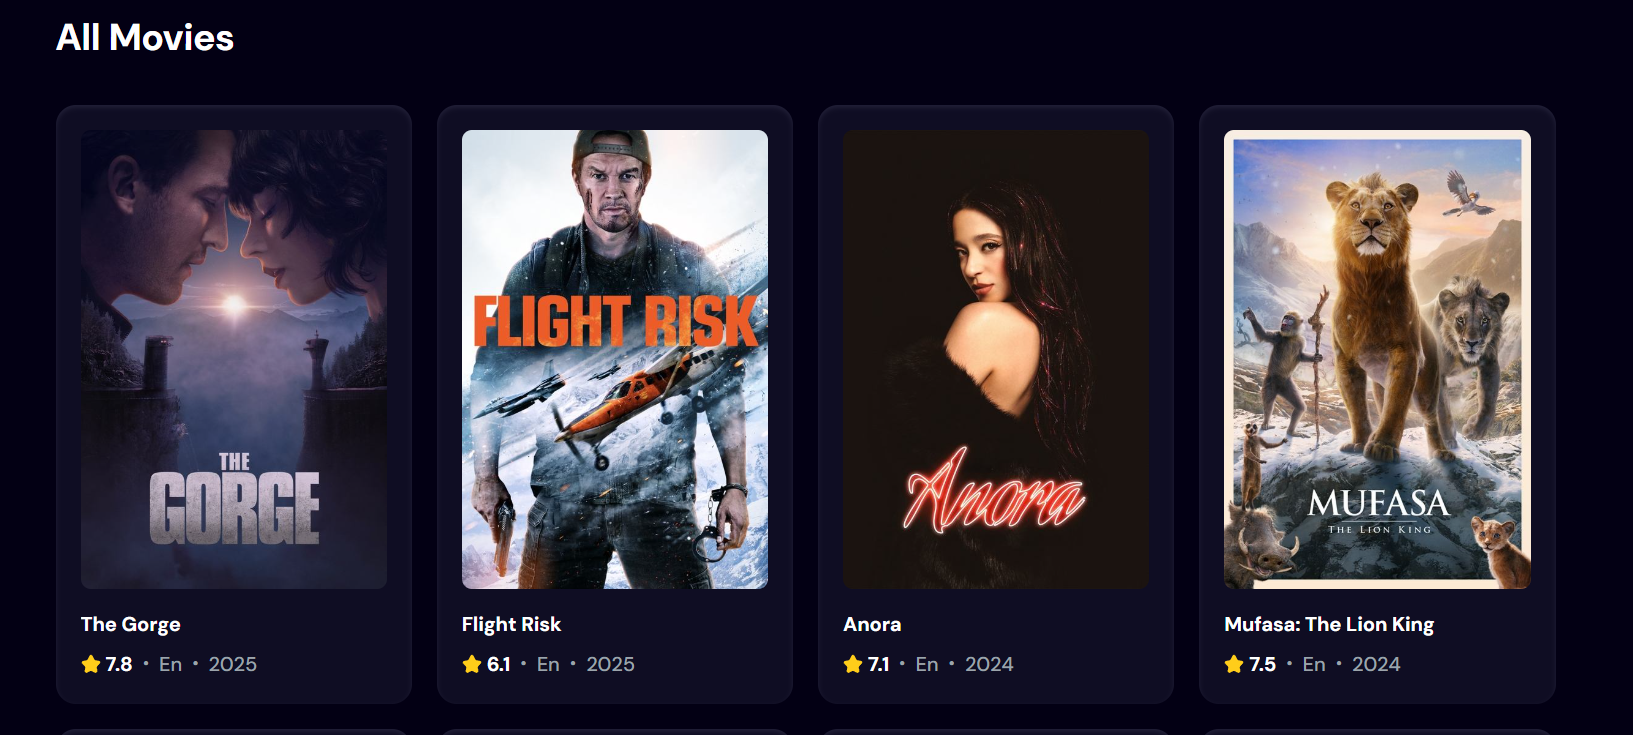 All Movies
THE
GORGE
FLIGHT RISK
Anora
MUFASA
THE LION KING
The Gorge
7.8 • En • 2025
Flight Risk
6.1 • En • 2025
Anora
7.1 • En • 2024
Mufasa: The Lion King
7.5 • En • 2024